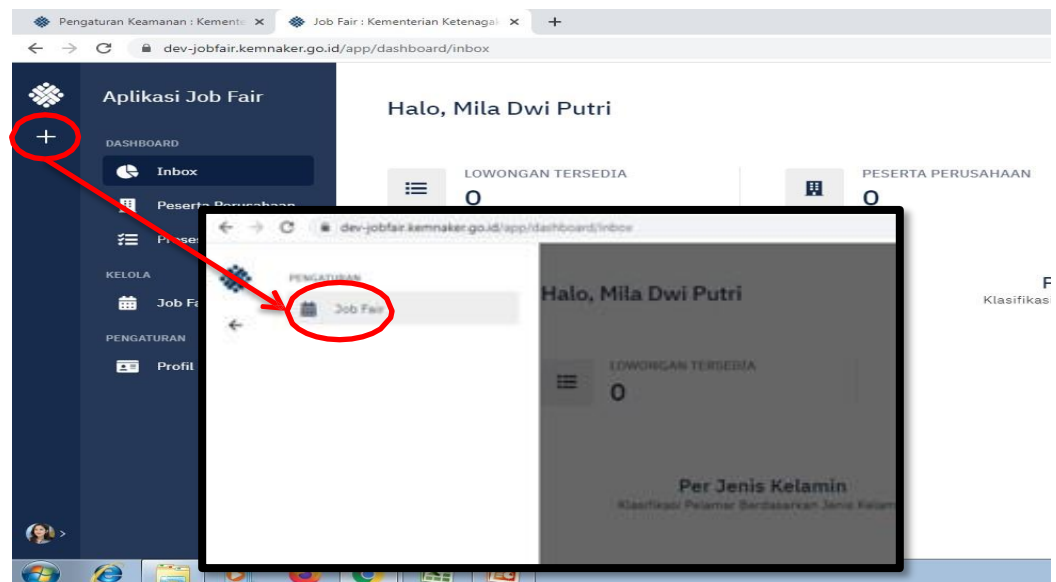 Pengaturan Keamanan : Kemente
Job Fair : Kementerian Ketenagak
dev-jobfair.kemnaker.go.id/app/dashboard/inbox
Aplikasi Job Fair
Halo, Mila Dwi Putri
DASHBOARD
Inbox
LOWONGAN TERSEDIA
0
PESERTA PERUSAHAAN
0
Peserta Perusahaan
Proses
KELOLA
Job Fa
PENGATURAN
Profil
P
Klasifikasi
dev-jobfair.kemnaker.go.id/app/dashboard/inbox
PENGATURAN
Job Fair
Halo, Mila Dwi Putri
LOWONGAN TERSEDIA
0
Per Jenis Kelamin
Klasifikasi Pelamar Berdasarkan Jenis Kelam